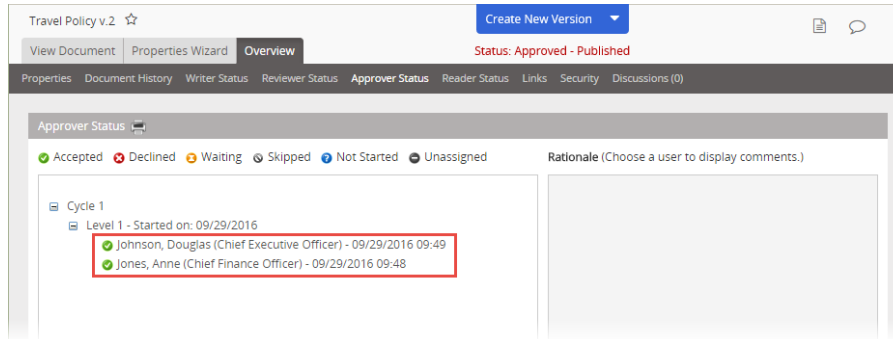 Travel Policy v.2
Create New Version
View Document Properties Wizard Overview
Status: Approved - Published
Properties Document History Writer Status Reviewer Status Approver Status Reader Status Links Security Discussions (0)
Approver Status
Accepted Declined Waiting Skipped Not Started Unassigned
Rationale (Choose a user to display comments.)
Cycle 1
Level 1 - Started on: 09/29/2016
Johnson, Douglas (Chief Executive Officer) - 09/29/2016 09:49
Jones, Anne (Chief Finance Officer) - 09/29/2016 09:48